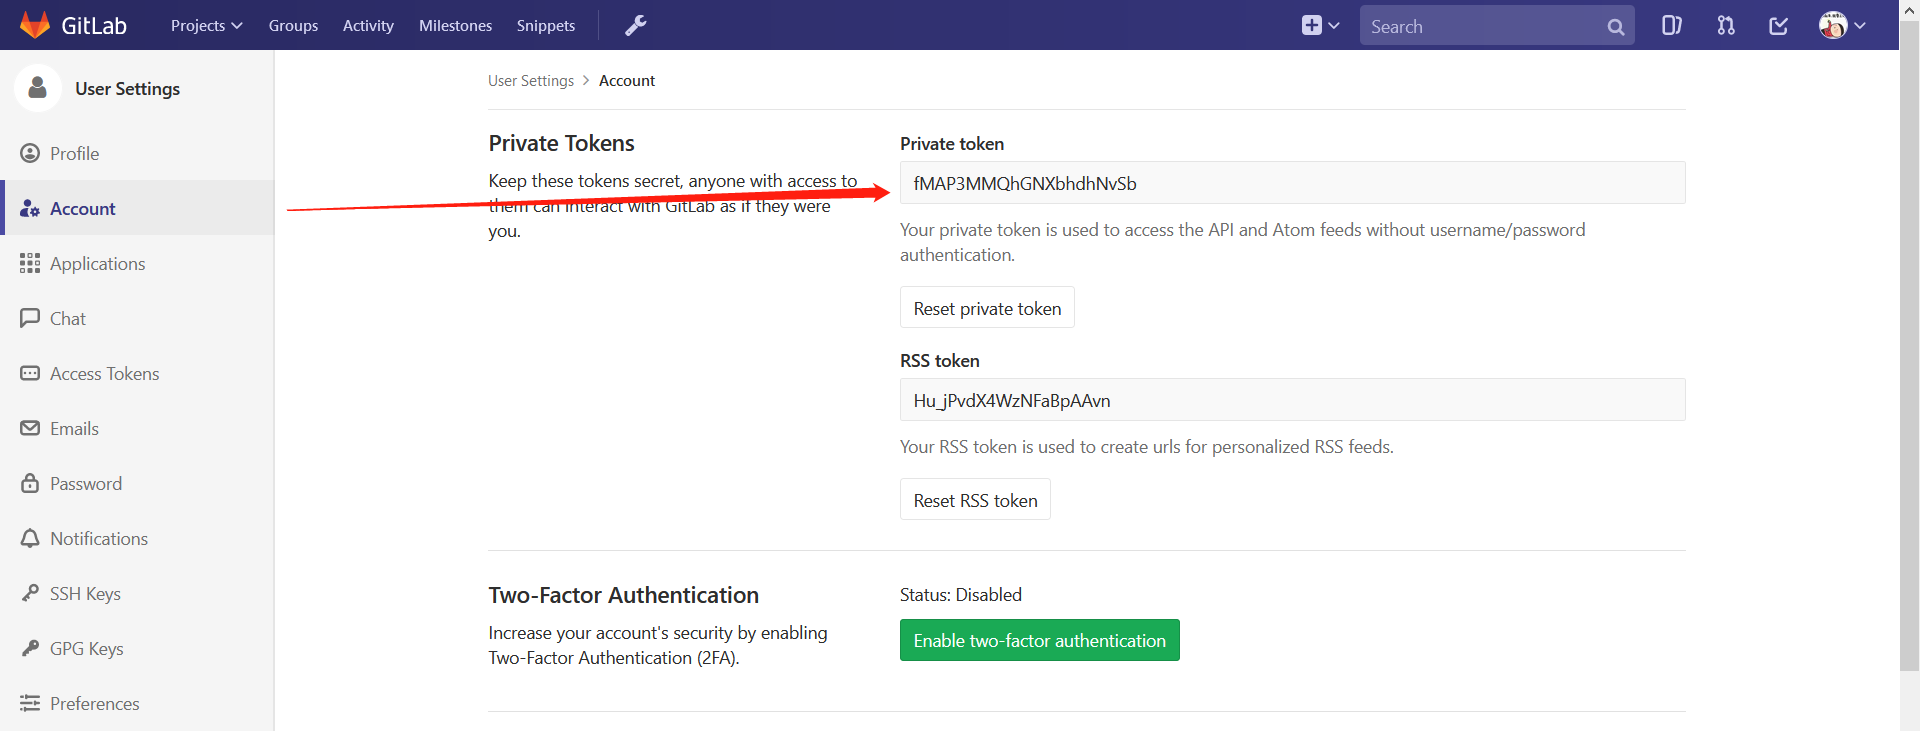 GitLab
Projects
Groups
Activity
Milestones
Snippets
Search
User Settings
Profile
Account
Applications
Chat
Access Tokens
Emails
Password
Notifications
SSH Keys
GPG Keys
Preferences
User Settings > Account
Private Tokens
Keep these tokens secret, anyone with access to
them can interact with GitLab as if they were
you.
Private token
fMAP3MMQhGNXbhdhNvSb
Your private token is used to access the API and Atom feeds without username/password
authentication.
Reset private token
RSS token
Hu_jPvdX4WzNFaBpAAvn
Your RSS token is used to create urls for personalized RSS feeds.
Reset RSS token
Two-Factor Authentication
Increase your account's security by enabling
Two-Factor Authentication (2FA).
Status: Disabled
Enable two-factor authentication